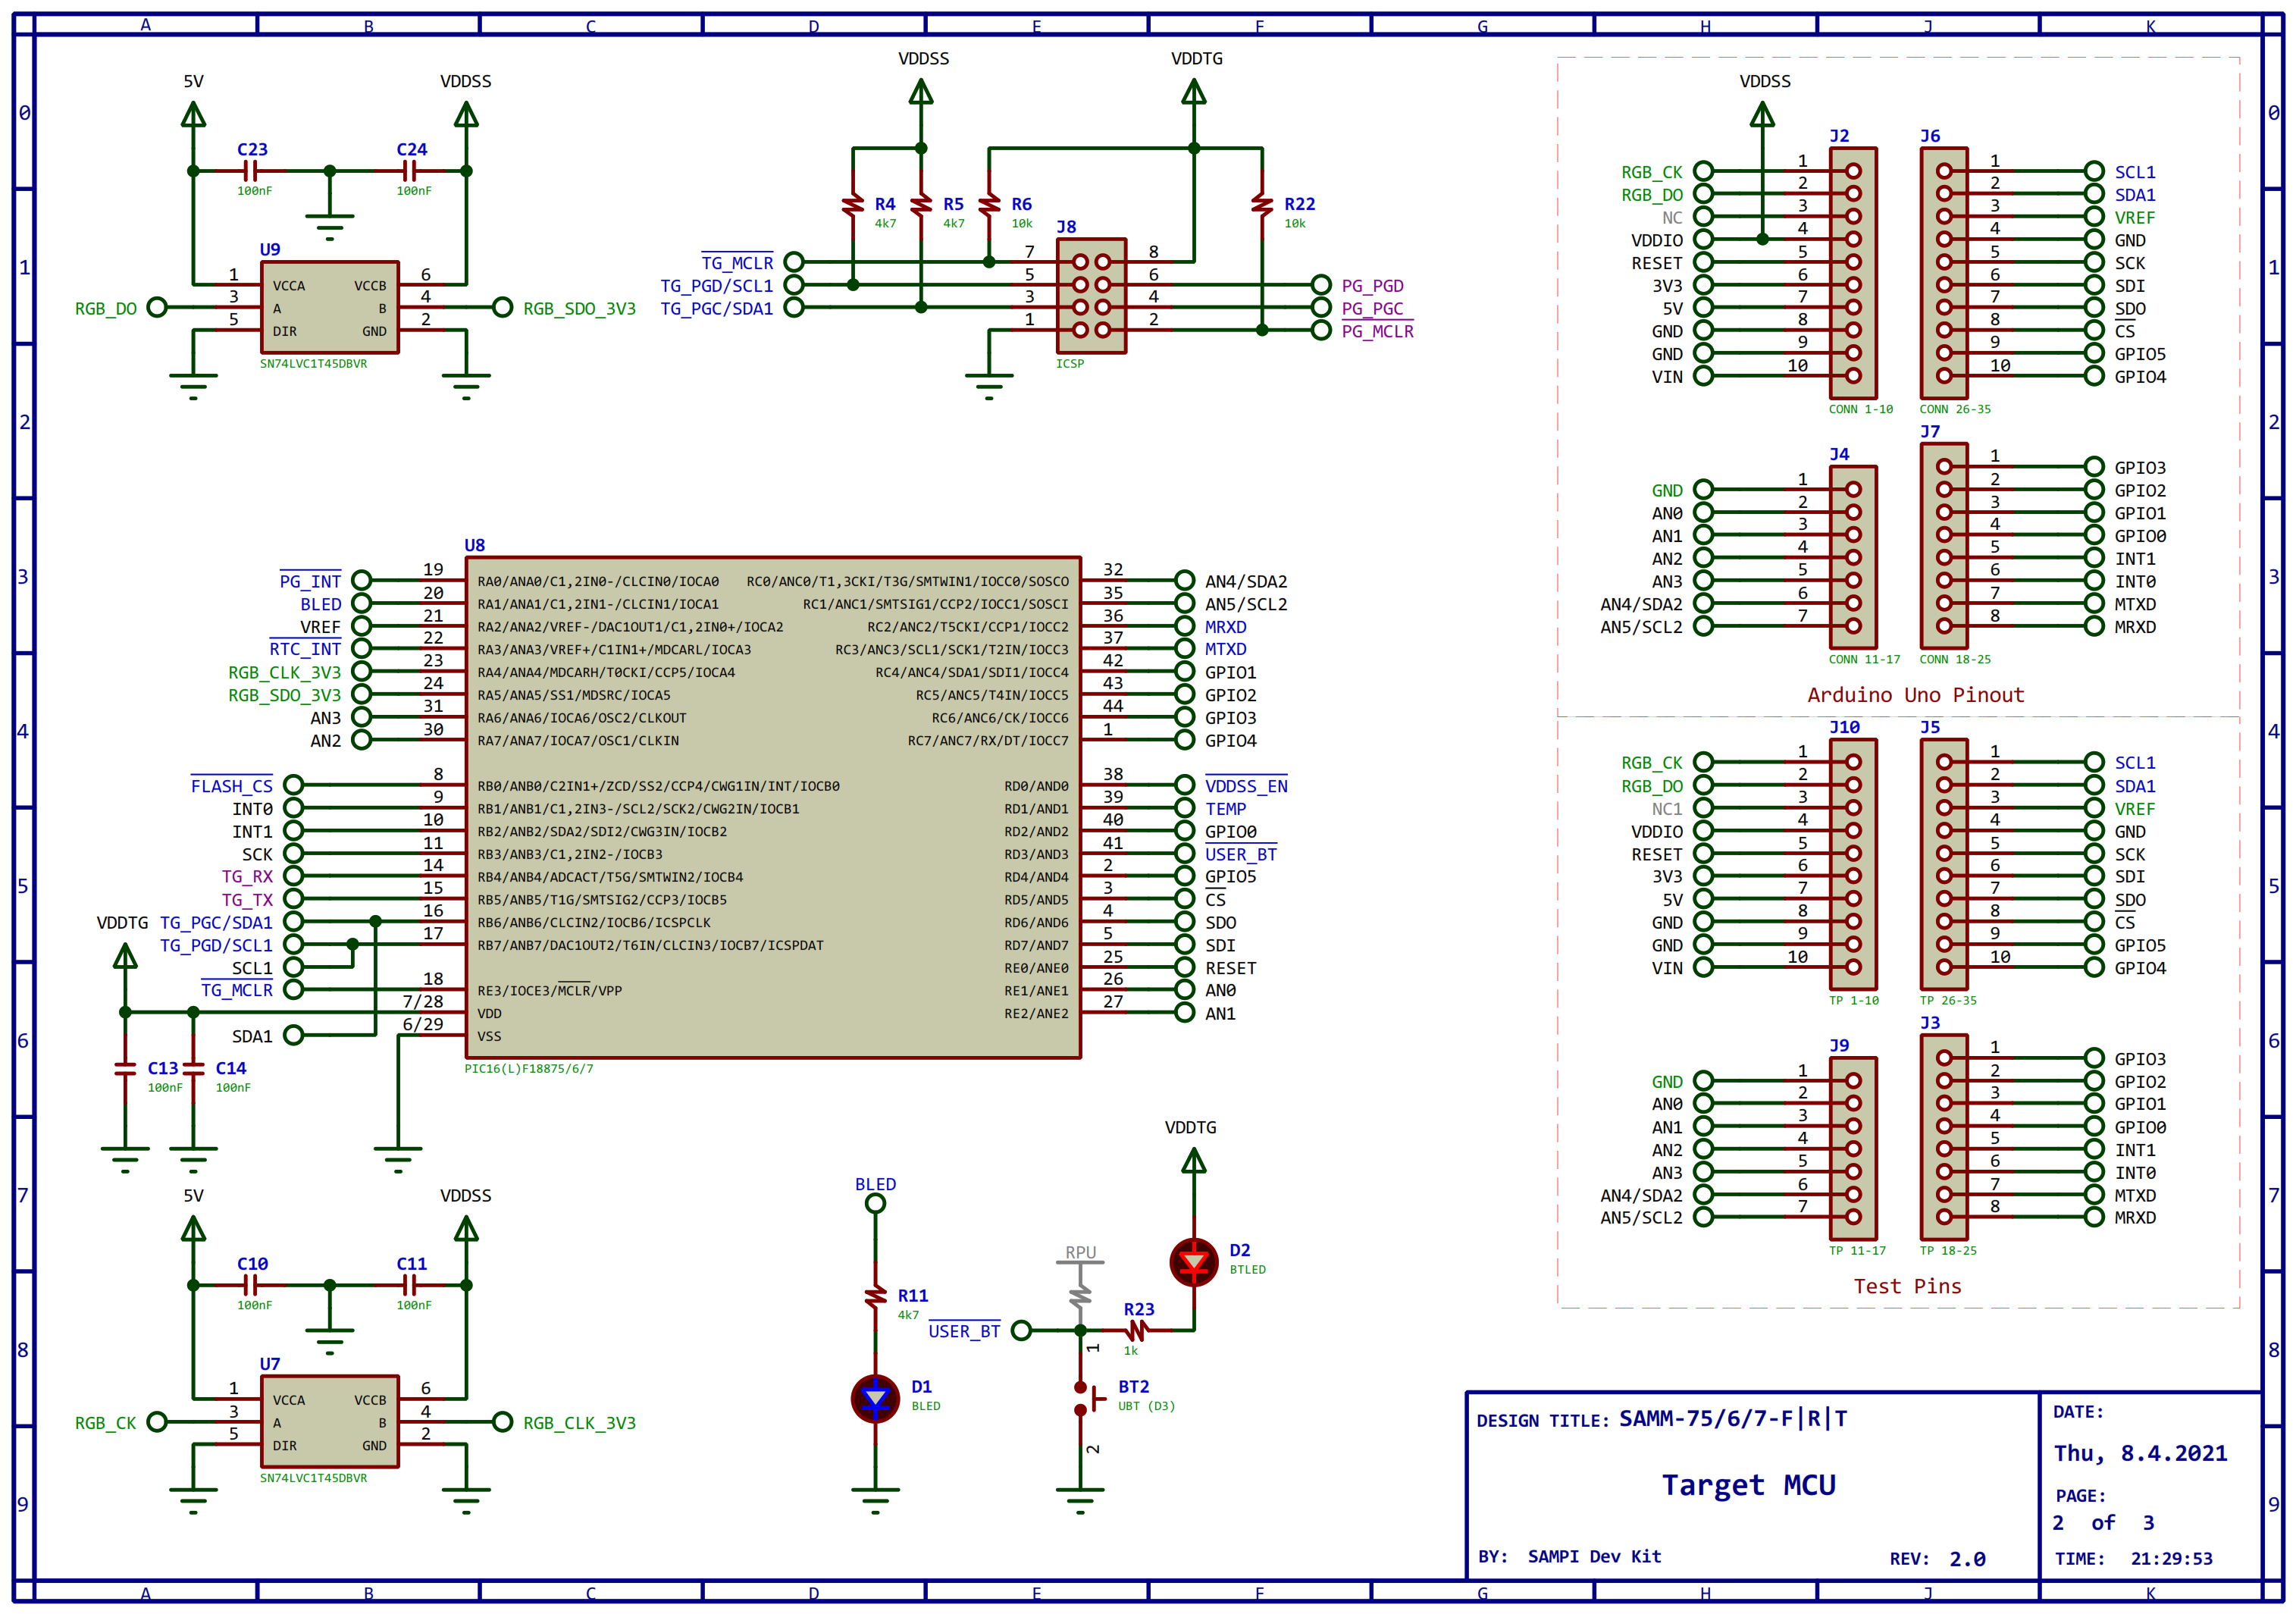 A B C D E F G H J K
0 1 2 3 4 5 6 7 8 9
5V VDDSS
C23 C24
100nF 100nF
U9
1 VCCA VCCB 6
RGB_DO 3 A B 4 RGB_SDO_3V3
5 DIR GND 2
SN74LVC1T45DBVR
VDDSS VDDTG
R4 R5 R6 R22
4k7 4k7 10k 10k
J8
TG_MCLR 7 8
TG_PGD/SCL1 5 6 PG_PGD
TG_PGC/SDA1 3 4 PG_PGC
1 2 PG_MCLR
ICSP
U8
PG_INT 19 RA0/ANA0/C1,2IN0-/CLCIN0/IOCA0 RC0/ANC0/T1,3CKI/T3G/SMTWIN1/IOCC0/SOSCO 32 AN4/SDA2
BLED 20 RA1/ANA1/C1,2IN1-/CLCIN1/IOCA1 RC1/ANC1/SMTSIG1/CCP2/IOCC1/SOSCI 35 AN5/SCL2
VREF 21 RA2/ANA2/VREF-/DAC1OUT1/C1,2IN0+/IOCA2 RC2/ANC2/T5CKI/CCP1/IOCC2 36 MRXD
RTC_INT 22 RA3/ANA3/VREF+/C1IN1+/MDCARL/IOCA3 RC3/ANC3/SCL1/SCK1/T2IN/IOCC3 37 MTXD
RGB_CLK_3V3 23 RA4/ANA4/MDCARH/T0CKI/CCP5/IOCA4 RC4/ANC4/SDA1/SDI1/IOCC4 42 GPIO1
RGB_SDO_3V3 24 RA5/ANA5/SS1/MDSRC/IOCA5 RC5/ANC5/T4IN/IOCC5 43 GPIO2
AN3 31 RA6/ANA6/IOCA6/OSC2/CLKOUT RC6/ANC6/CK/IOCC6 44 GPIO3
AN2 30 RA7/ANA7/IOCA7/OSC1/CLKIN RC7/ANC7/RX/DT/IOCC7 1 GPIO4
FLASH_CS 8 RB0/ANB0/C2IN1+/ZCD/SS2/CCP4/CWG1IN/INT/IOCB0 RD0/AND0 38 VDDSS_EN
INT0 9 RB1/ANB1/C1,2IN3-/SCL2/SCK2/CWG2IN/IOCB1 RD1/AND1 39 TEMP
INT1 10 RB2/ANB2/SDA2/SDI2/CWG3IN/IOCB2 RD2/AND2 40 GPIO0
SCK 11 RB3/ANB3/C1,2IN2-/IOCB3 RD3/AND3 41 USER_BT
TG_RX 14 RB4/ANB4/ADCACT/T5G/SMTWIN2/IOCB4 RD4/AND4 2 GPIO5
TG_TX 15 RB5/ANB5/T1G/SMTSIG2/CCP3/IOCB5 RD5/AND5 3 CS
VDDTG TG_PGC/SDA1 16 RB6/ANB6/CLCIN2/IOCB6/ICSPCLK RD6/AND6 4 SDO
TG_PGD/SCL1 17 RB7/ANB7/DAC1OUT2/T6IN/CLCIN3/IOCB7/ICSPDAT RD7/AND7 5 SDI
SCL1 RE0/ANE0 25 RESET
TG_MCLR 18 RE3/IOCE3/MCLR/VPP RE1/ANE1 26 AN0
7/28 VDD RE2/ANE2 27 AN1
SDA1 6/29 VSS
PIC16(L)F18875/6/7
C13 C14
100nF 100nF
5V VDDSS
C10 C11
100nF 100nF
U7
1 VCCA VCCB 6
RGB_CK 3 A B 4 RGB_CLK_3V3
5 DIR GND 2
SN74LVC1T45DBVR
BLED
R11
4k7
D1
BLED
VDDTG
D2
BTLED
RPU
R23
1k
USER_BT
1
BT2
UBT (D3)
2
VDDSS
J2 J6
RGB_CK 1 1 SCL1
RGB_DO 2 2 SDA1
NC 3 3 VREF
VDDIO 4 4 GND
RESET 5 5 SCK
3V3 6 6 SDI
5V 7 7 SDO
GND 8 8 CS
GND 9 9 GPIO5
VIN 10 10 GPIO4
CONN 1-10 CONN 26-35
J4 J7
1 GPIO3
GND 1 2 GPIO2
AN0 2 3 GPIO1
AN1 3 4 GPIO0
AN2 4 5 INT1
AN3 5 6 INT0
AN4/SDA2 6 7 MTXD
AN5/SCL2 7 8 MRXD
CONN 11-17 CONN 18-25
Arduino Uno Pinout
J10 J5
RGB_CK 1 1 SCL1
RGB_DO 2 2 SDA1
NC1 3 3 VREF
VDDIO 4 4 GND
RESET 5 5 SCK
3V3 6 6 SDI
5V 7 7 SDO
GND 8 8 CS
GND 9 9 GPIO5
VIN 10 10 GPIO4
TP 1-10 TP 26-35
J9 J3
1 GPIO3
GND 1 2 GPIO2
AN0 2 3 GPIO1
AN1 3 4 GPIO0
AN2 4 5 INT1
AN3 5 6 INT0
AN4/SDA2 6 7 MTXD
AN5/SCL2 7 8 MRXD
TP 11-17 TP 18-25
Test Pins
DESIGN TITLE: SAMM-75/6/7-F|R|T
Target MCU
BY: SAMPI Dev Kit
REV: 2.0
DATE:
Thu, 8.4.2021
PAGE:
2 of 3
TIME: 21:29:53
0 1 2 3 4 5 6 7 8 9
A B C D E F G H J K